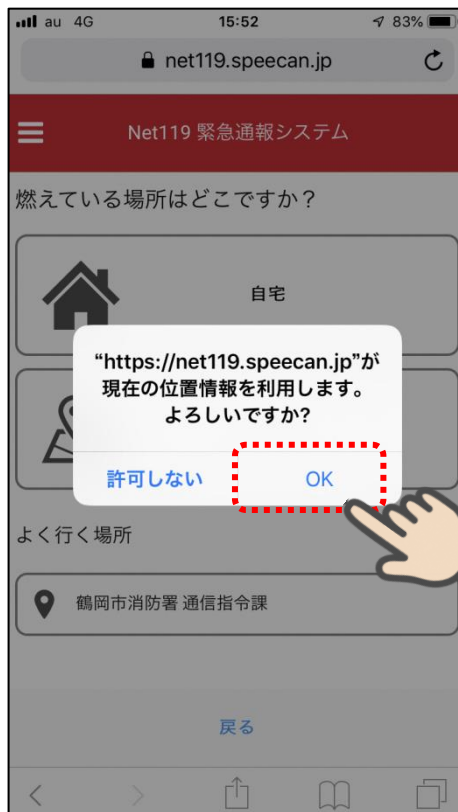 au 4G 15:52 83%
net119.speecan.jp
Net119 緊急通報システム
燃えている場所はどこですか？
自宅
“https://net119.speecan.jp”が
現在の位置情報を利用します。
よろしいですか?
許可しない OK
よく行く場所
鶴岡市消防署 通信指令課
戻る